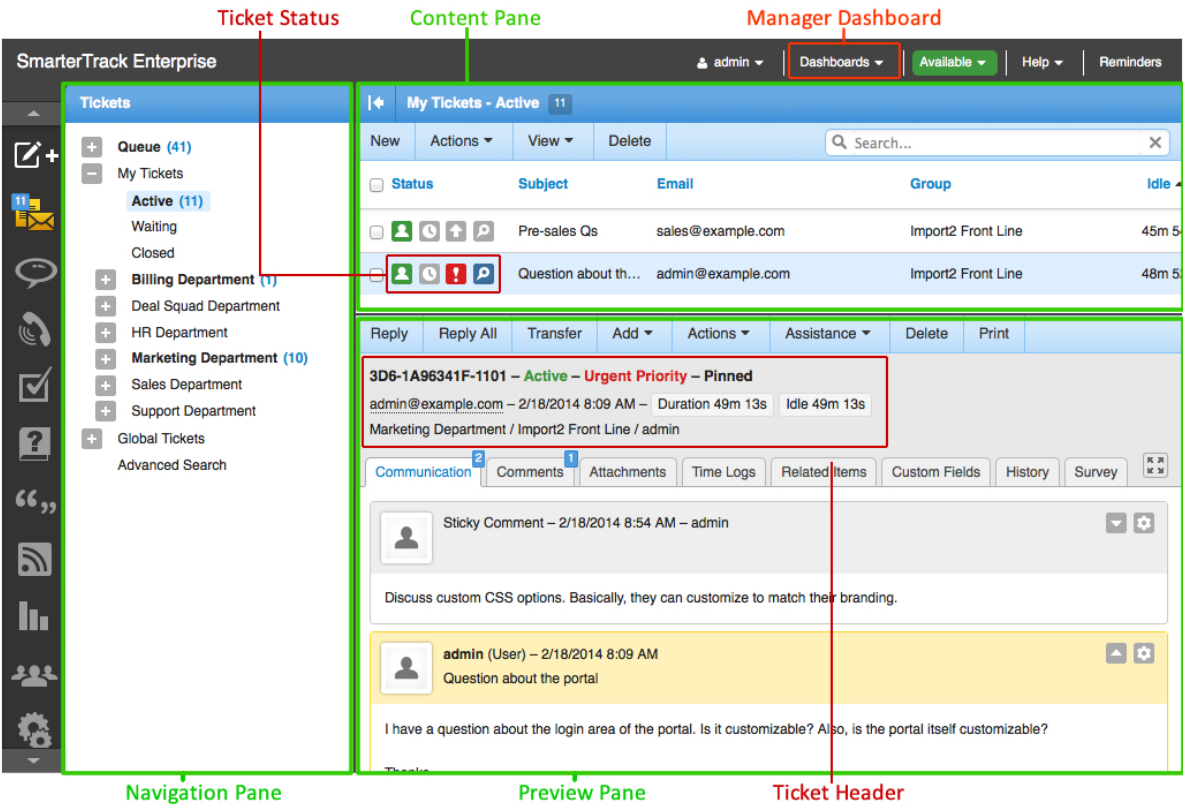 Ticket Status Content Pane Manager Dashboard
SmarterTrack Enterprise admin Dashboards Available Help Reminders
Tickets
Queue (41)
My Tickets
Active (11)
Waiting
Closed
Billing Department (1)
Deal Squad Department
HR Department
Marketing Department (10)
Sales Department
Support Department
Global Tickets
Advanced Search
11
My Tickets - Active 11
New Actions View Delete Search...
Status Subject Email Group Idle
Pre-sales Qs sales@example.com Import2 Front Line 45m
Question about th... admin@example.com Import2 Front Line 48m
Reply Reply All Transfer Add Actions Assistance Delete Print
3D6-1A96341F-1101 – Active – Urgent Priority – Pinned
admin@example.com – 2/18/2014 8:09 AM – Duration 49m 13s Idle 49m 13s
Marketing Department / Import2 Front Line / admin
Communication 2 Comments 1 Attachments Time Logs Related Items Custom Fields History Survey
Sticky Comment – 2/18/2014 8:54 AM – admin
Discuss custom CSS options. Basically, they can customize to match their branding.
admin (User) – 2/18/2014 8:09 AM
Question about the portal
I have a question about the login area of the portal. Is it customizable? Also, is the portal itself customizable?
Navigation Pane Preview Pane Ticket Header